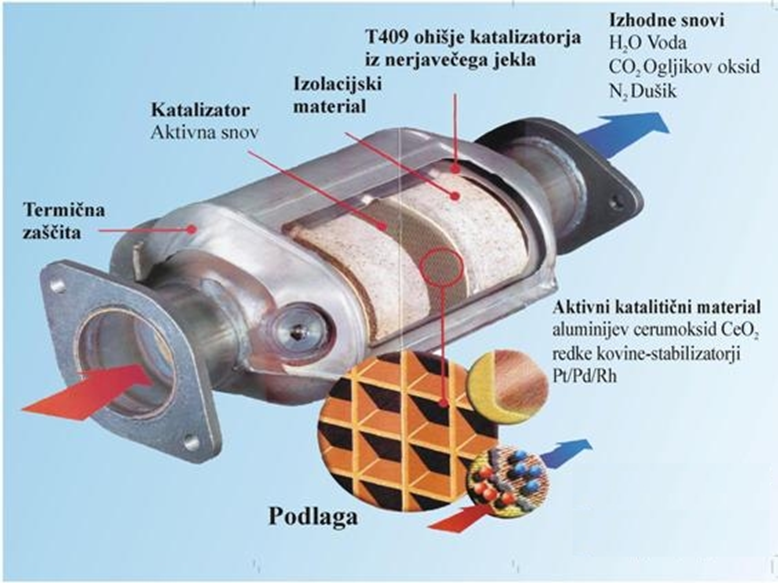 Izhodne snovi
H₂O Voda
CO₂ Ogljikov oksid
N₂ Dušik
T409 ohišje katalizatorja
iz nerjavečega jekla
Izolacijski
material
Katalizator
Aktivna snov
Termična
zaščita
Aktivni katalitični material
aluminijev cerumoksid CeO₂
redke kovine-stabilizatorji
Pt/Pd/Rh
Podlaga